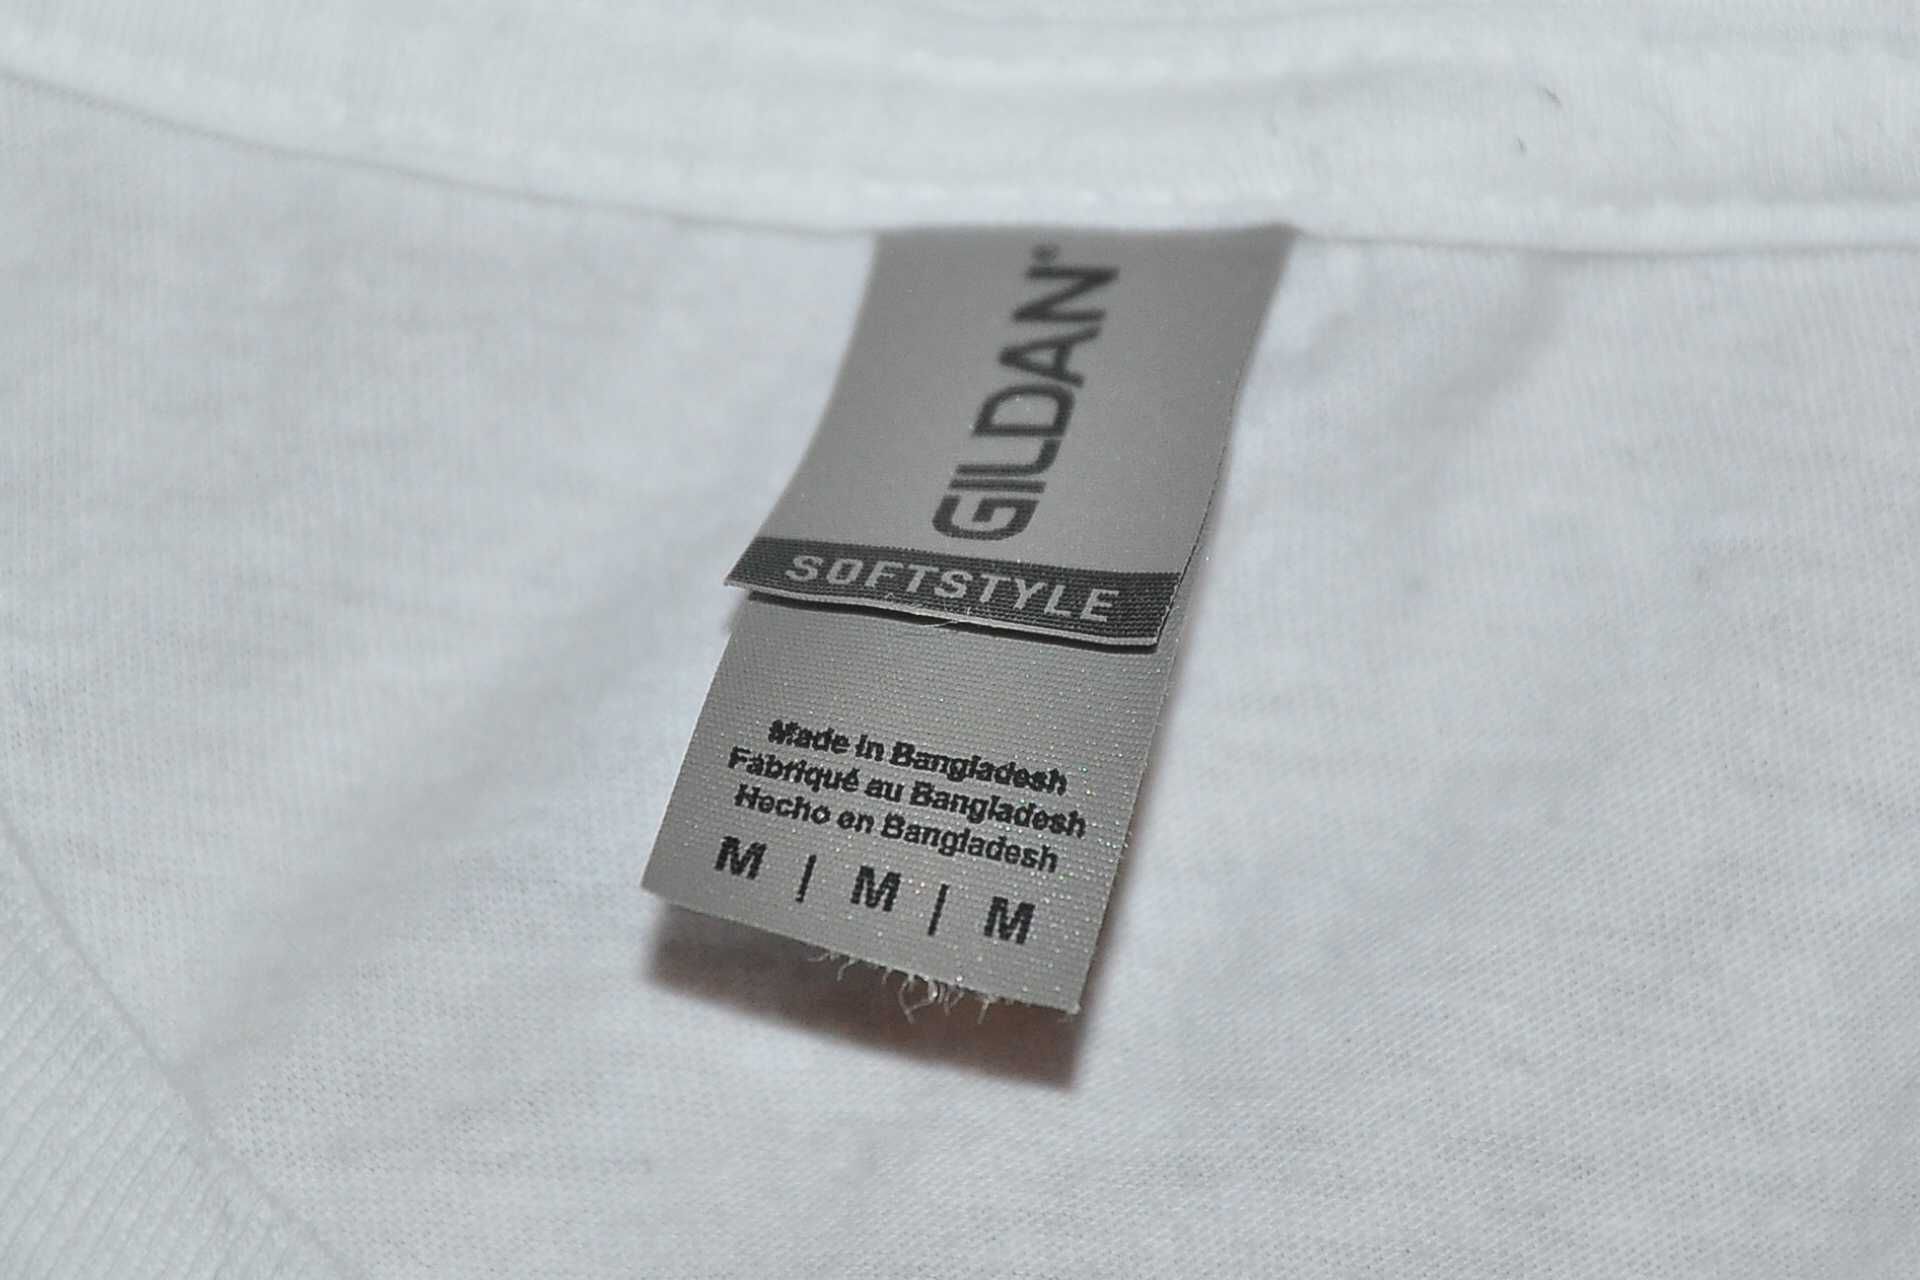 GILDAN®
SOFTSTYLE
Made in Bangladesh
Fabriqué au Bangladesh
Hecho en Bangladesh
M | M | M